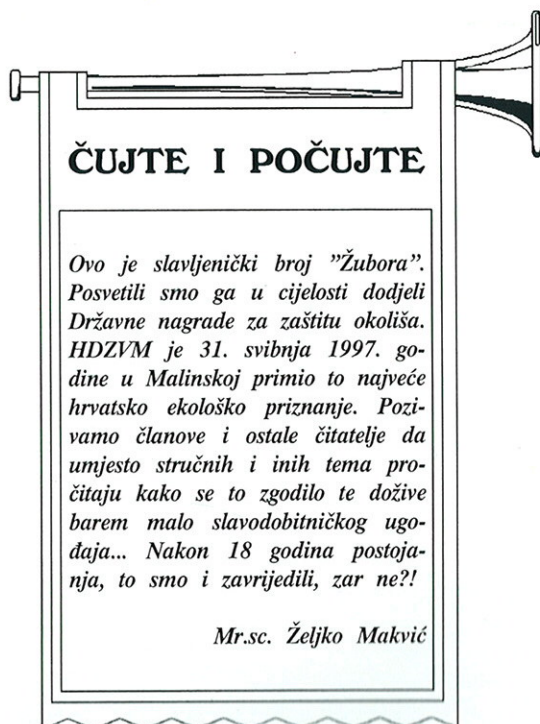 ČUJTE I POČUJTE
Ovo je slavljenički broj ”Žubora”.
Posvetili smo ga u cijelosti dodjeli
Državne nagrade za zaštitu okoliša.
HDZVM je 31. svibnja 1997. go-
dine u Malinskoj primio to najveće
hrvatsko ekološko priznanje. Pozi-
vamo članove i ostale čitatelje da
umjesto stručnih i inih tema pro-
čitaju kako se to zgodilo te dožive
barem malo slavodobitničkog ugo-
đaja... Nakon 18 godina postoja-
nja, to smo i zavrijedili, zar ne?!
Mr.sc. Željko Makvić